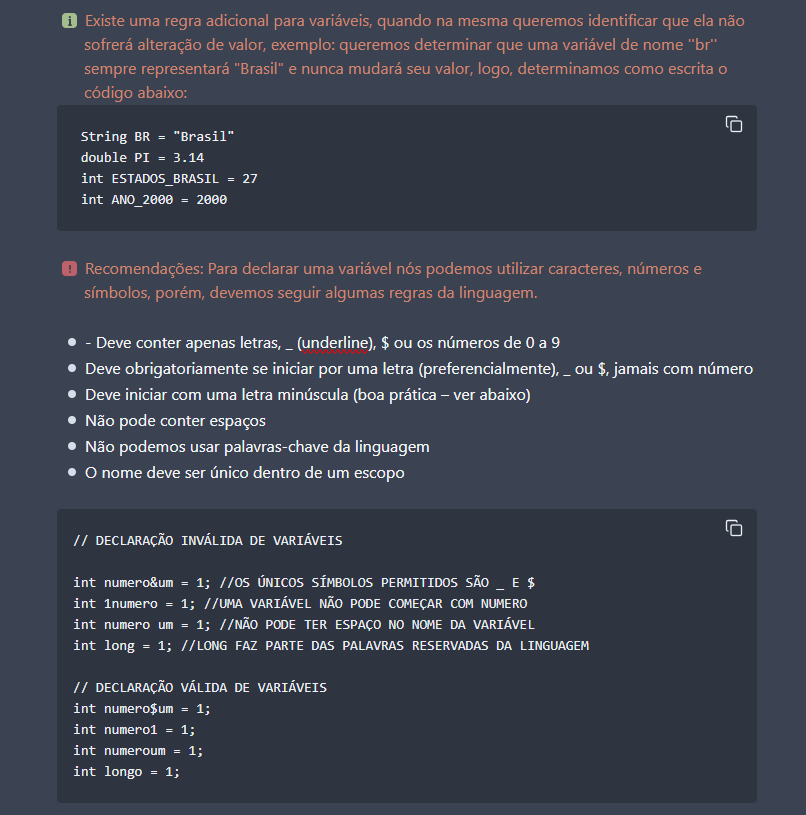 Existe uma regra adicional para variáveis, quando na mesma queremos identificar que ela não
sofrerá alteração de valor, exemplo: queremos determinar que uma variável de nome ''br''
sempre representará "Brasil" e nunca mudará seu valor, logo, determinamos como escrita o
código abaixo:
String BR = "Brasil"
double PI = 3.14
int ESTADOS_BRASIL = 27
int ANO_2000 = 2000
Recomendações: Para declarar uma variável nós podemos utilizar caracteres, números e
símbolos, porém, devemos seguir algumas regras da linguagem.
- Deve conter apenas letras, _ (underline), $ ou os números de 0 a 9
Deve obrigatoriamente se iniciar por uma letra (preferencialmente), _ ou $, jamais com número
Deve iniciar com uma letra minúscula (boa prática – ver abaixo)
Não pode conter espaços
Não podemos usar palavras-chave da linguagem
O nome deve ser único dentro de um escopo
// DECLARAÇÃO INVÁLIDA DE VARIÁVEIS
int numero&um = 1; //OS ÚNICOS SÍMBOLOS PERMITIDOS SÃO _ E $
int 1numero = 1; //UMA VARIÁVEL NÃO PODE COMEÇAR COM NUMERO
int numero um = 1; //NÃO PODE TER ESPAÇO NO NOME DA VARIÁVEL
int long = 1; //LONG FAZ PARTE DAS PALAVRAS RESERVADAS DA LINGUAGEM
// DECLARAÇÃO VÁLIDA DE VARIÁVEIS
int numero$um = 1;
int numero1 = 1;
int numeroum = 1;
int longo = 1;